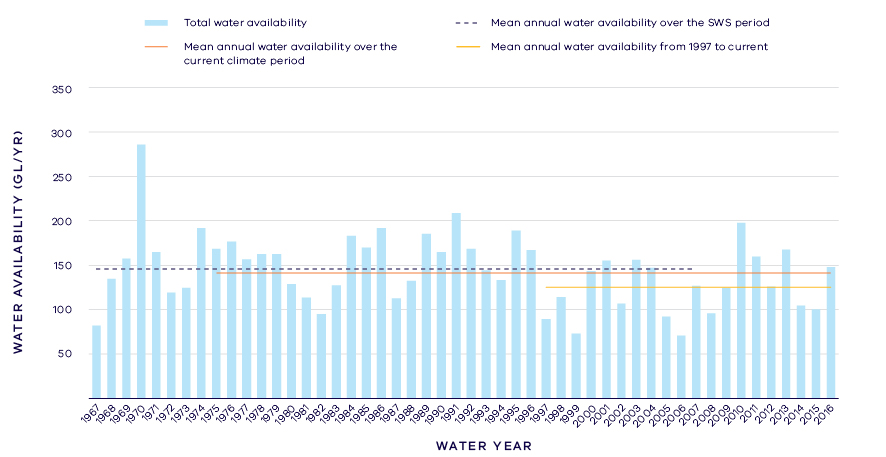 Total water availability
Mean annual water availability over the SWS period
Mean annual water availability over the
current climate period
Mean annual water availability from 1997 to current
WATER AVAILABILITY (GL/YR)
350
300
250
200
150
100
50
1967 1968 1969 1970 1971 1972 1973 1974 1975 1976 1977 1978 1979 1980 1981 1982 1983 1984 1985 1986 1987 1988 1989 1990 1991 1992 1993 1994 1995 1996 1997 1998 1999 2000 2001 2002 2003 2004 2005 2006 2007 2008 2009 2010 2011 2012 2013 2014 2015 2016
WATER YEAR